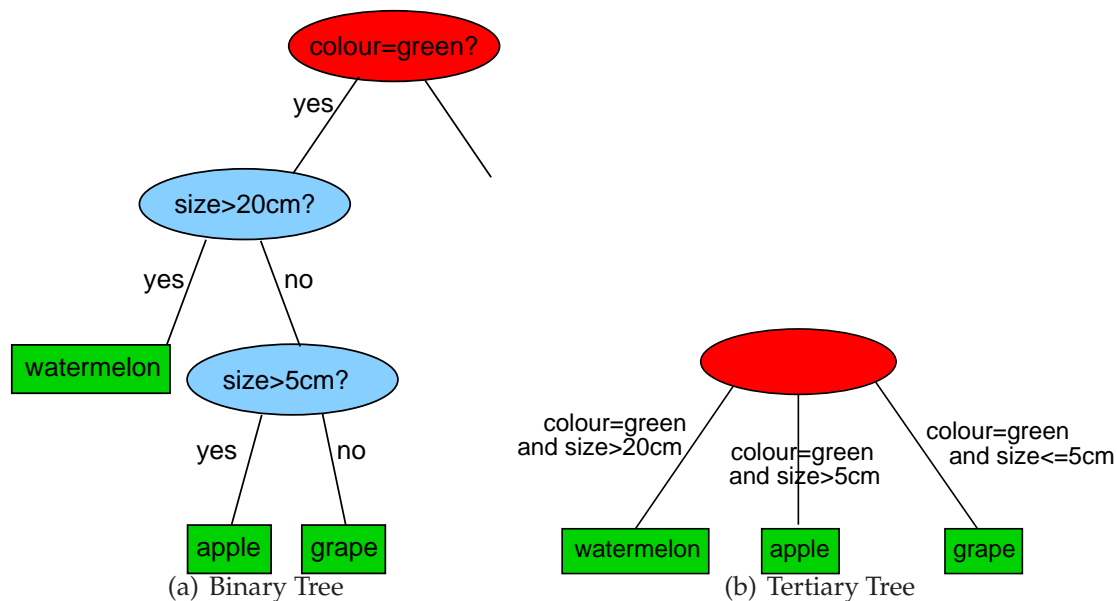 colour=green?
yes
size>20cm?
yes
no
watermelon
size>5cm?
yes
no
apple
grape
(a) Binary Tree
colour=green
and size>20cm
colour=green
and size>5cm
colour=green
and size<=5cm
watermelon
apple
grape
(b) Tertiary Tree